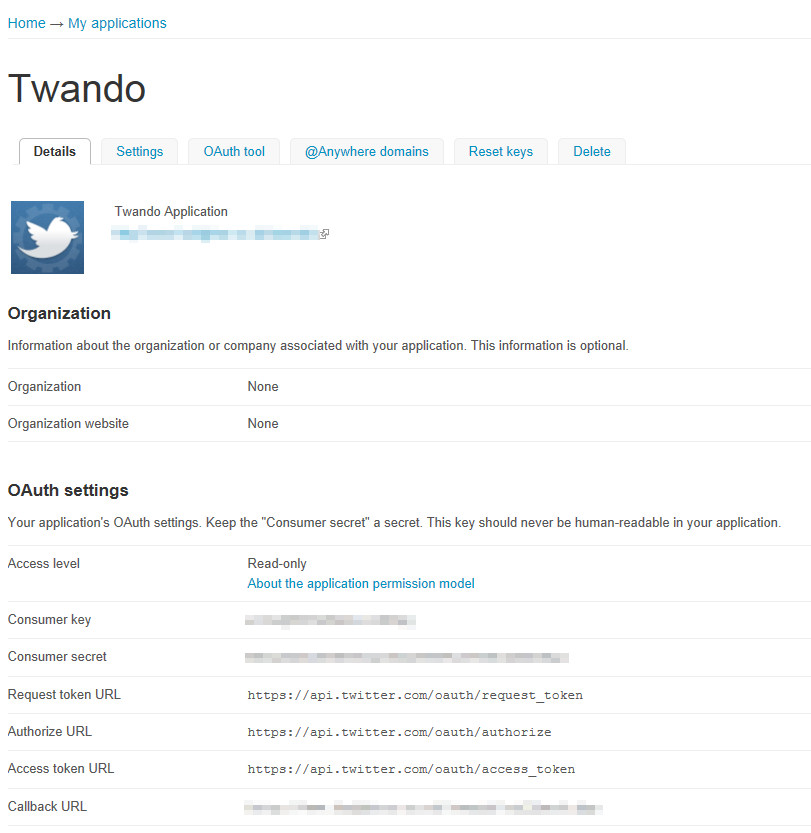 Home → My applications
Twando
Details Settings OAuth tool @Anywhere domains Reset keys Delete
Twando Application
Organization
Information about the organization or company associated with your application. This information is optional.
Organization None
Organization website None
OAuth settings
Your application's OAuth settings. Keep the "Consumer secret" a secret. This key should never be human-readable in your application.
Access level Read-only
About the application permission model
Consumer key
Consumer secret
Request token URL https://api.twitter.com/oauth/request_token
Authorize URL https://api.twitter.com/oauth/authorize
Access token URL https://api.twitter.com/oauth/access_token
Callback URL